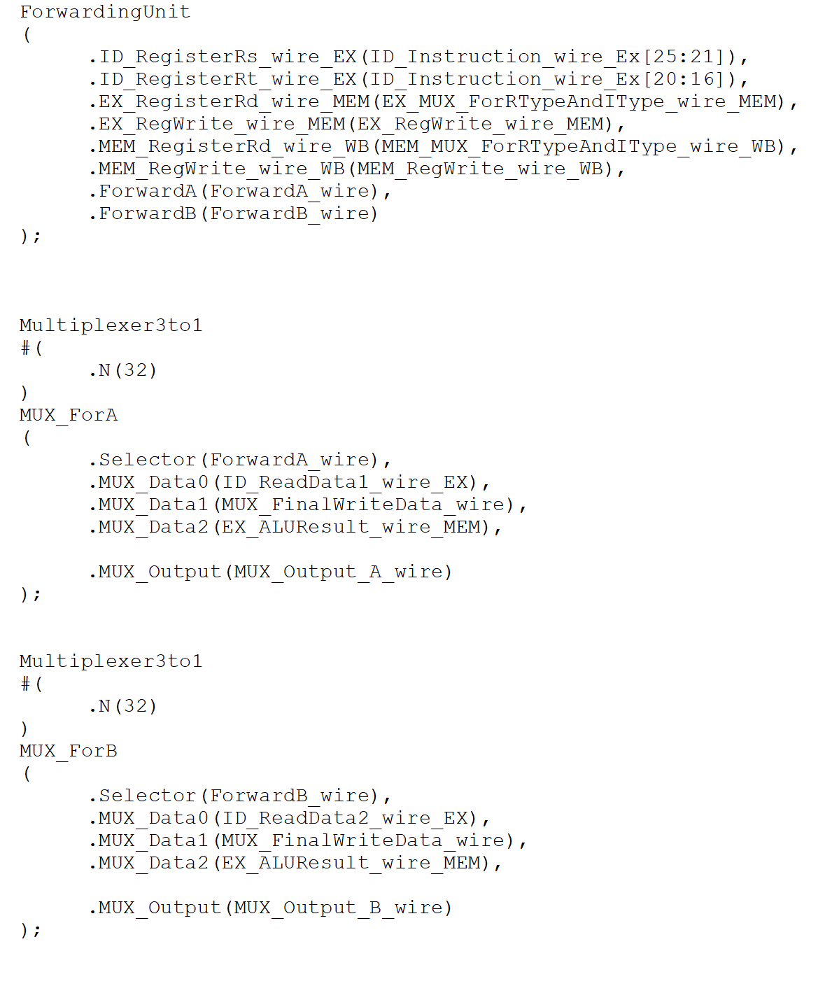 ForwardingUnit
(
.ID_RegisterRs_wire_EX(ID_Instruction_wire_Ex[25:21]),
.ID_RegisterRt_wire_EX(ID_Instruction_wire_Ex[20:16]),
.EX_RegisterRd_wire_MEM(EX_MUX_ForRTypeAndIType_wire_MEM),
.EX_RegWrite_wire_MEM(EX_RegWrite_wire_MEM),
.MEM_RegisterRd_wire_WB(MEM_MUX_ForRTypeAndIType_wire_WB),
.MEM_RegWrite_wire_WB(MEM_RegWrite_wire_WB),
.ForwardA(ForwardA_wire),
.ForwardB(ForwardB_wire)
);
Multiplexer3to1
#(
.N(32)
)
MUX_ForA
(
.Selector(ForwardA_wire),
.MUX_Data0(ID_ReadData1_wire_EX),
.MUX_Data1(MUX_FinalWriteData_wire),
.MUX_Data2(EX_ALUResult_wire_MEM),
.MUX_Output(MUX_Output_A_wire)
);
Multiplexer3to1
#(
.N(32)
)
MUX_ForB
(
.Selector(ForwardB_wire),
.MUX_Data0(ID_ReadData2_wire_EX),
.MUX_Data1(MUX_FinalWriteData_wire),
.MUX_Data2(EX_ALUResult_wire_MEM),
.MUX_Output(MUX_Output_B_wire)
);